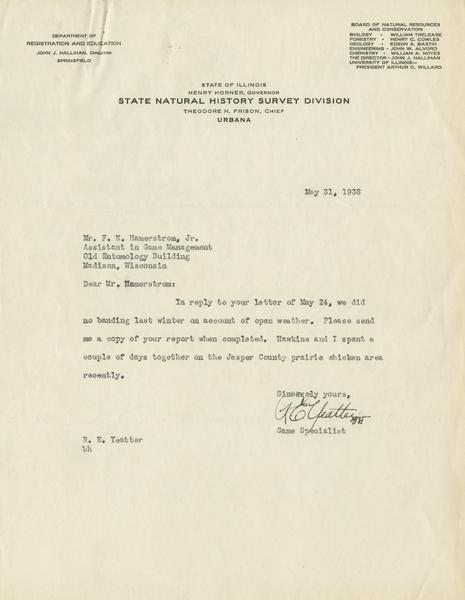 DEPARTMENT OF
REGISTRATION AND EDUCATION
JOHN J. HALLIHAN, DIRECTOR
SPRINGFIELD
BOARD OF NATURAL RESOURCES
AND CONSERVATION
BIOLOGY - WILLIAM TRELEASE
FORESTRY - HENRY C. COWLES
GEOLOGY - EDSON S. BASTIN
ENGINEERING - JOHN W. ALVORD
CHEMISTRY - WILLIAM A. NOYES
THE DIRECTOR - JOHN J. HALLIHAN
UNIVERSITY OF ILLINOIS—
PRESIDENT ARTHUR C. WILLARD
STATE OF ILLINOIS
HENRY HORNER, GOVERNOR
STATE NATURAL HISTORY SURVEY DIVISION
THEODORE H. FRISON, CHIEF
URBANA
May 31, 1938
Mr. F. N. Hamerstrom, Jr.
Assistant in Game Management
Old Entomology Building
Madison, Wisconsin
Dear Mr. Hamerstrom:
In reply to your letter of May 24, we did
no banding last winter on account of open weather. Please send
me a copy of your report when completed. Hawkins and I spent a
couple of days together on the Jasper County prairie chicken area
recently.
Sincerely yours,
R E Yeatter
Game Specialist
R. E. Yeatter
bh